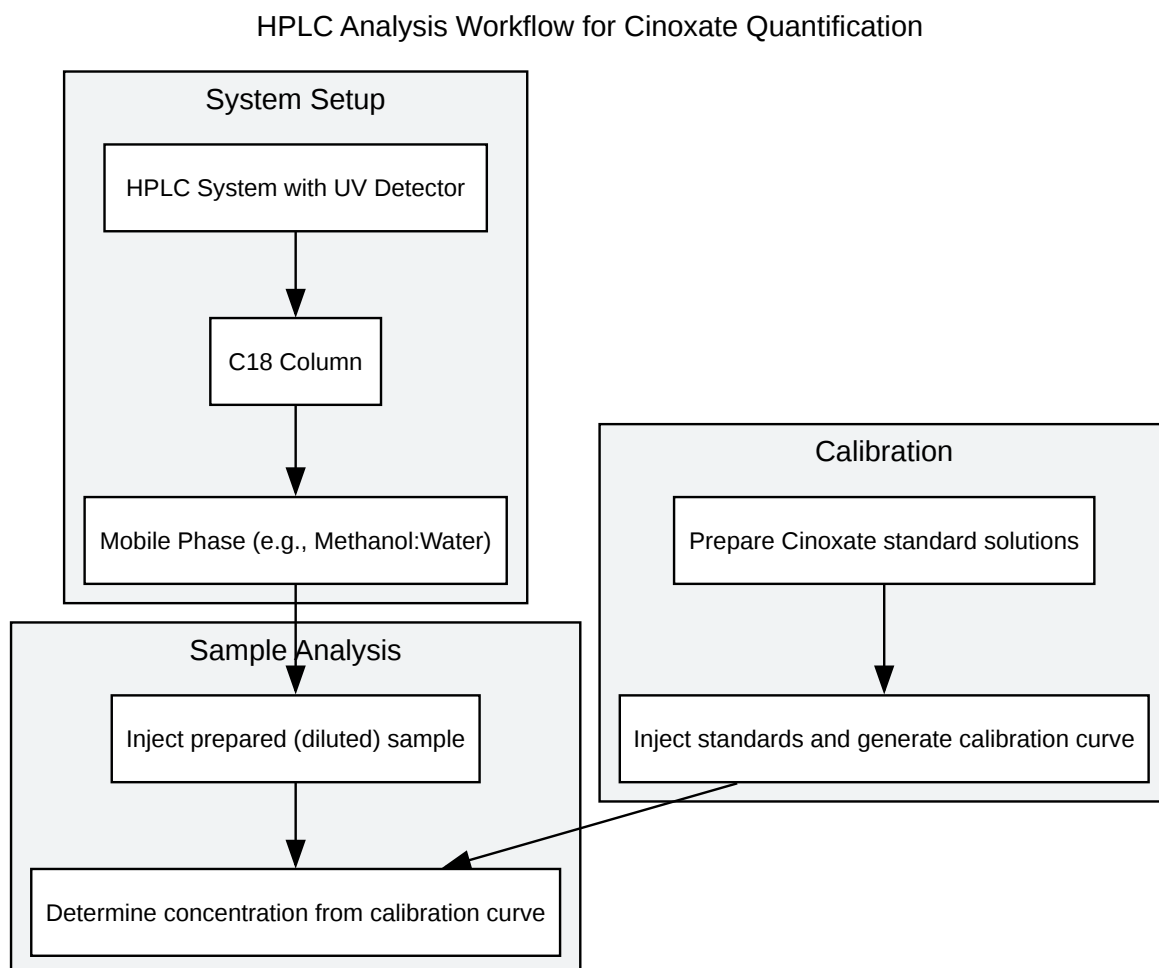 HPLC Analysis Workflow for Cinoxate Quantification
System Setup
HPLC System with UV Detector
C18 Column
Mobile Phase (e.g., Methanol:Water)
Calibration
Prepare Cinoxate standard solutions
Inject standards and generate calibration curve
Sample Analysis
Inject prepared (diluted) sample
Determine concentration from calibration curve